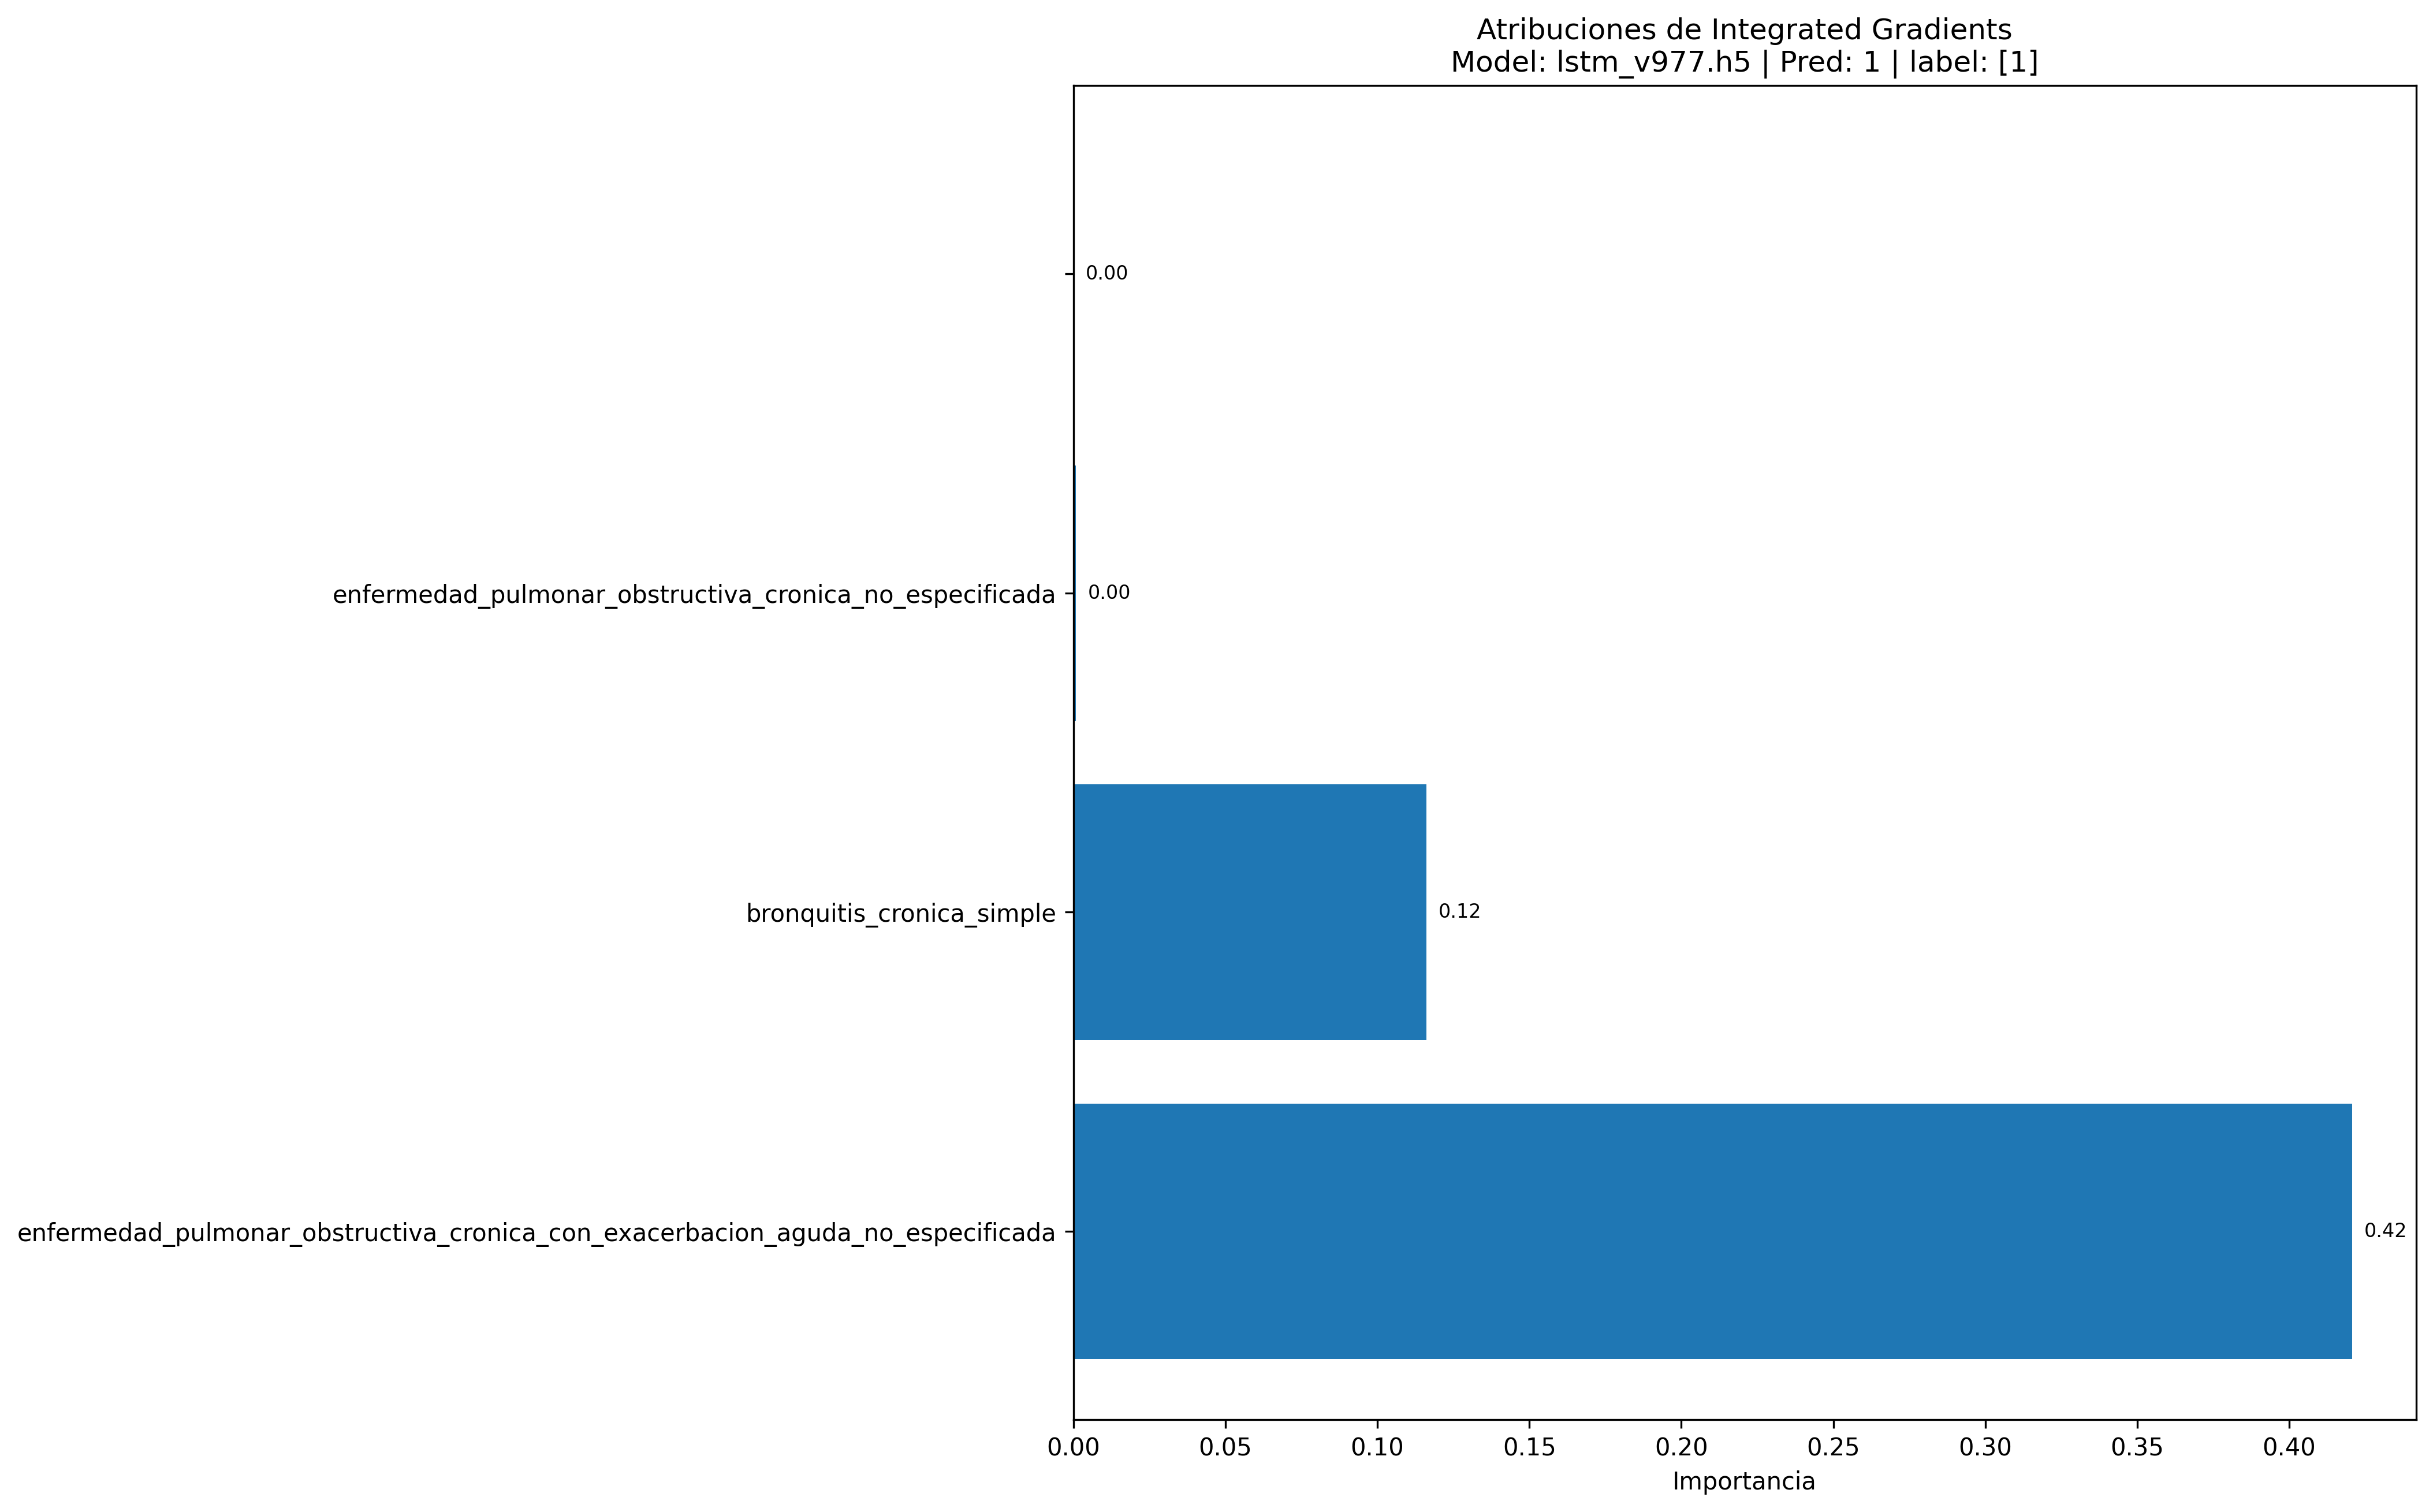 Atribuciones de Integrated Gradients
Model: lstm_v977.h5 | Pred: 1 | label: [1]
0.00
enfermedad_pulmonar_obstructiva_cronica_no_especificada
0.00
bronquitis_cronica_simple
0.12
enfermedad_pulmonar_obstructiva_cronica_con_exacerbacion_aguda_no_especificada
0.42
0.00 0.05 0.10 0.15 0.20 0.25 0.30 0.35 0.40
Importancia